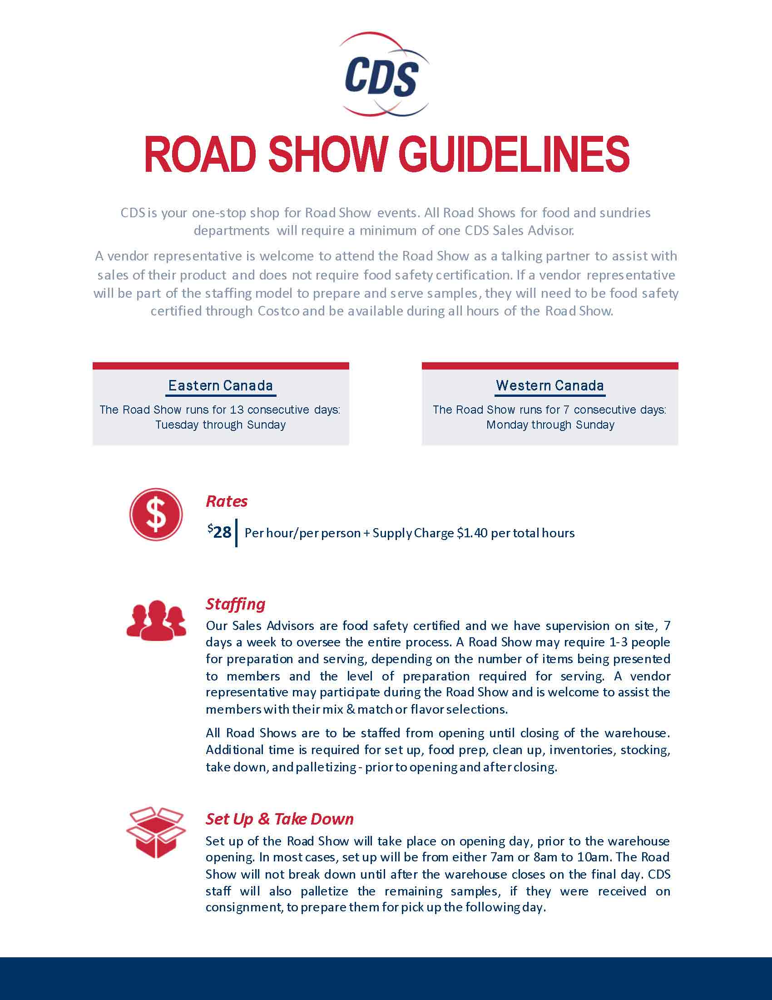 CDS
ROAD SHOW GUIDELINES
CDS is your one-stop shop for Road Show events. All Road Shows for food and sundries
departments will require a minimum of one CDS Sales Advisor.
A vendor representative is welcome to attend the Road Show as a talking partner to assist with
sales of their product and does not require food safety certification. If a vendor representative
will be part of the staffing model to prepare and serve samples, they will need to be food safety
certified through Costco and be available during all hours of the Road Show.
Eastern Canada
The Road Show runs for 13 consecutive days:
Tuesday through Sunday
Western Canada
The Road Show runs for 7 consecutive days:
Monday through Sunday
$
Rates
$28 | Per hour/per person + Supply Charge $1.40 per total hours
Staffing
Our Sales Advisors are food safety certified and we have supervision on site, 7
days a week to oversee the entire process. A Road Show may require 1-3 people
for preparation and serving, depending on the number of items being presented
to members and the level of preparation required for serving. A vendor
representative may participate during the Road Show and is welcome to assist the
members with their mix & match or flavor selections.
All Road Shows are to be staffed from opening until closing of the warehouse.
Additional time is required for set up, food prep, clean up, inventories, stocking,
take down, and palletizing - prior to opening and after closing.
Set Up & Take Down
Set up of the Road Show will take place on opening day, prior to the warehouse
opening. In most cases, set up will be from either 7am or 8am to 10am. The Road
Show will not break down until after the warehouse closes on the final day. CDS
staff will also palletize the remaining samples, if they were received on
consignment, to prepare them for pick up the following day.